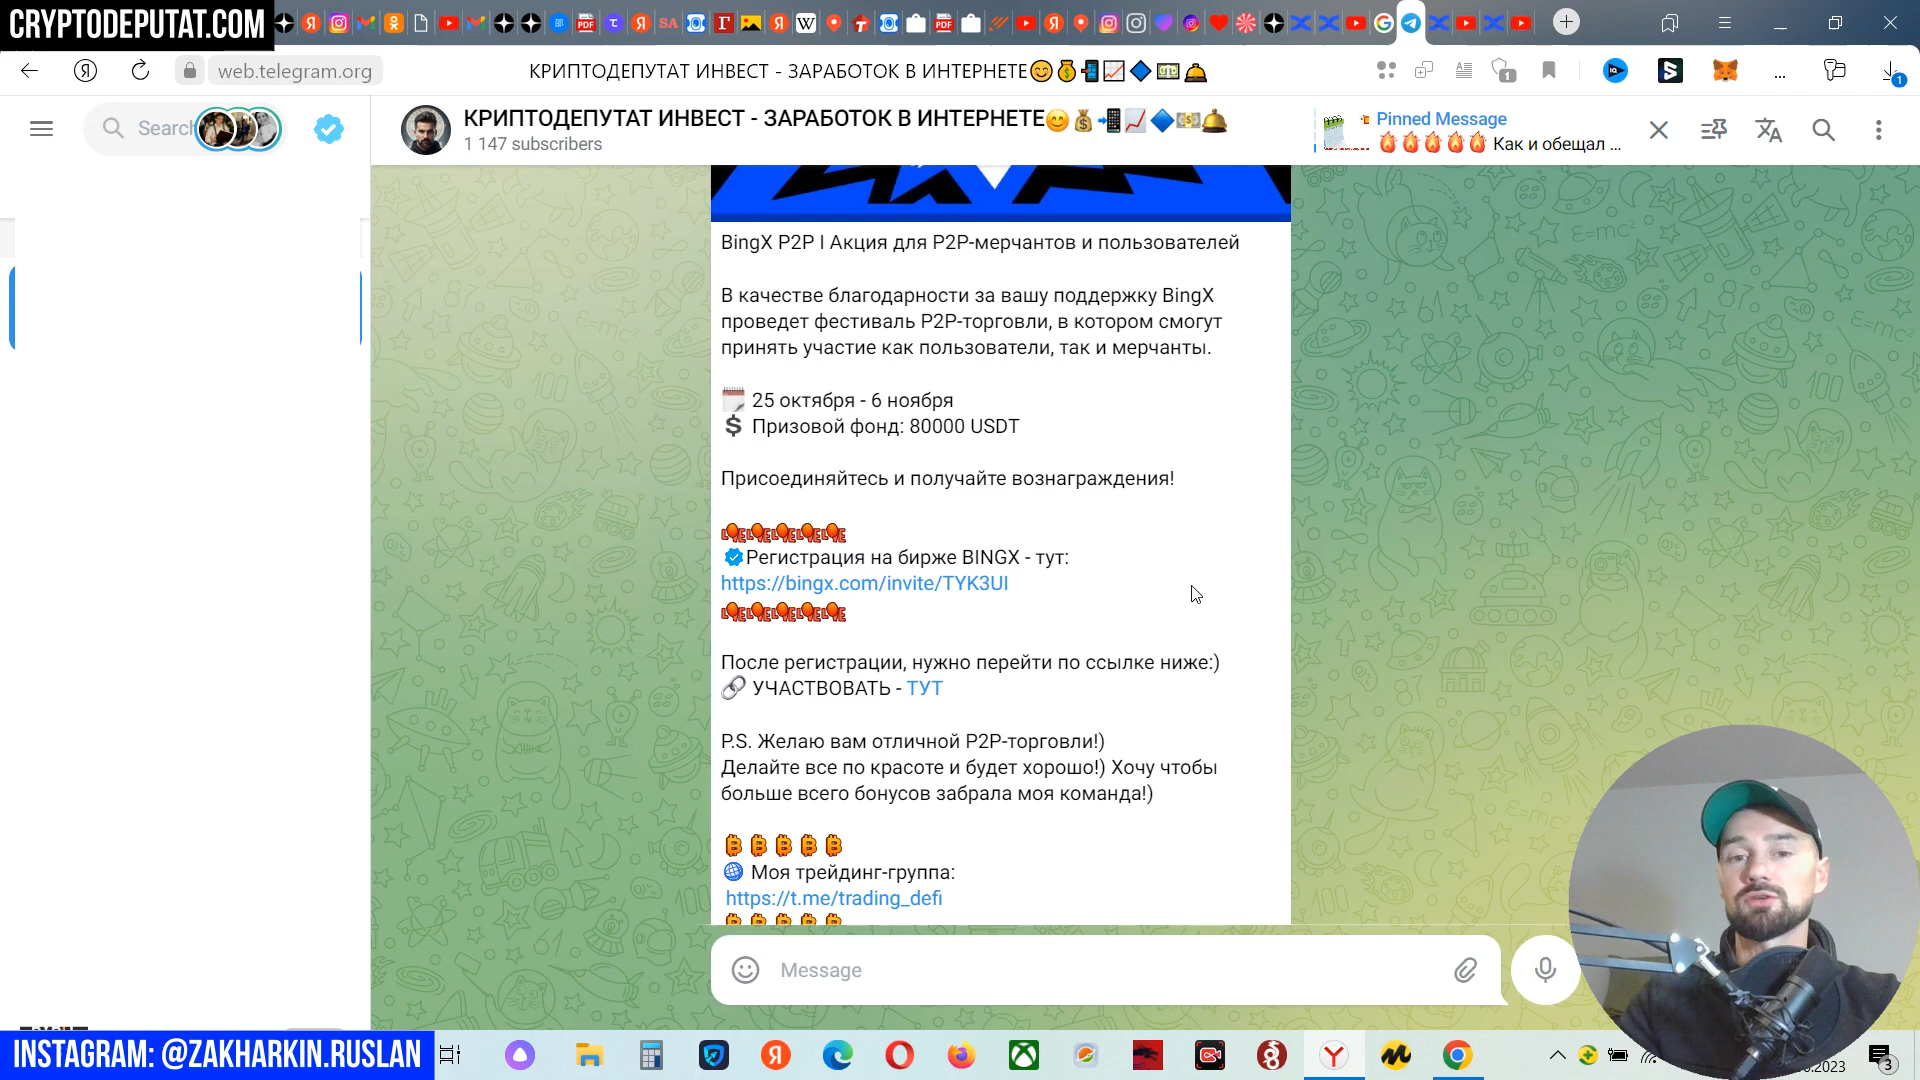 CRYPTODEPUTAT.COM
web.telegram.org
КРИПТОДЕПУТАТ ИНВЕСТ - ЗАРАБОТОК В ИНТЕРНЕТЕ😊💰📲📈🔷💵🛎
Search
КРИПТОДЕПУТАТ ИНВЕСТ - ЗАРАБОТОК В ИНТЕРНЕТЕ😊💰📲📈🔷💵🛎
1 147 subscribers
Pinned Message
🔥🔥🔥🔥🔥 Как и обещал ...
BingX P2P I Акция для P2P-мерчантов и пользователей
В качестве благодарности за вашу поддержку BingX
проведет фестиваль P2P-торговли, в котором смогут
принять участие как пользователи, так и мерчанты.
25 октября - 6 ноября
Призовой фонд: 80000 USDT
Присоединяйтесь и получайте вознаграждения!
Регистрация на бирже BINGX - тут:
https://bingx.com/invite/TYK3UI
После регистрации, нужно перейти по ссылке ниже:)
УЧАСТВОВАТЬ - ТУТ
P.S. Желаю вам отличной P2P-торговли!)
Делайте все по красоте и будет хорошо!) Хочу чтобы
больше всего бонусов забрала моя команда!)
Моя трейдинг-группа:
https://t.me/trading_defi
Message
INSTAGRAM: @ZAKHARKIN.RUSLAN